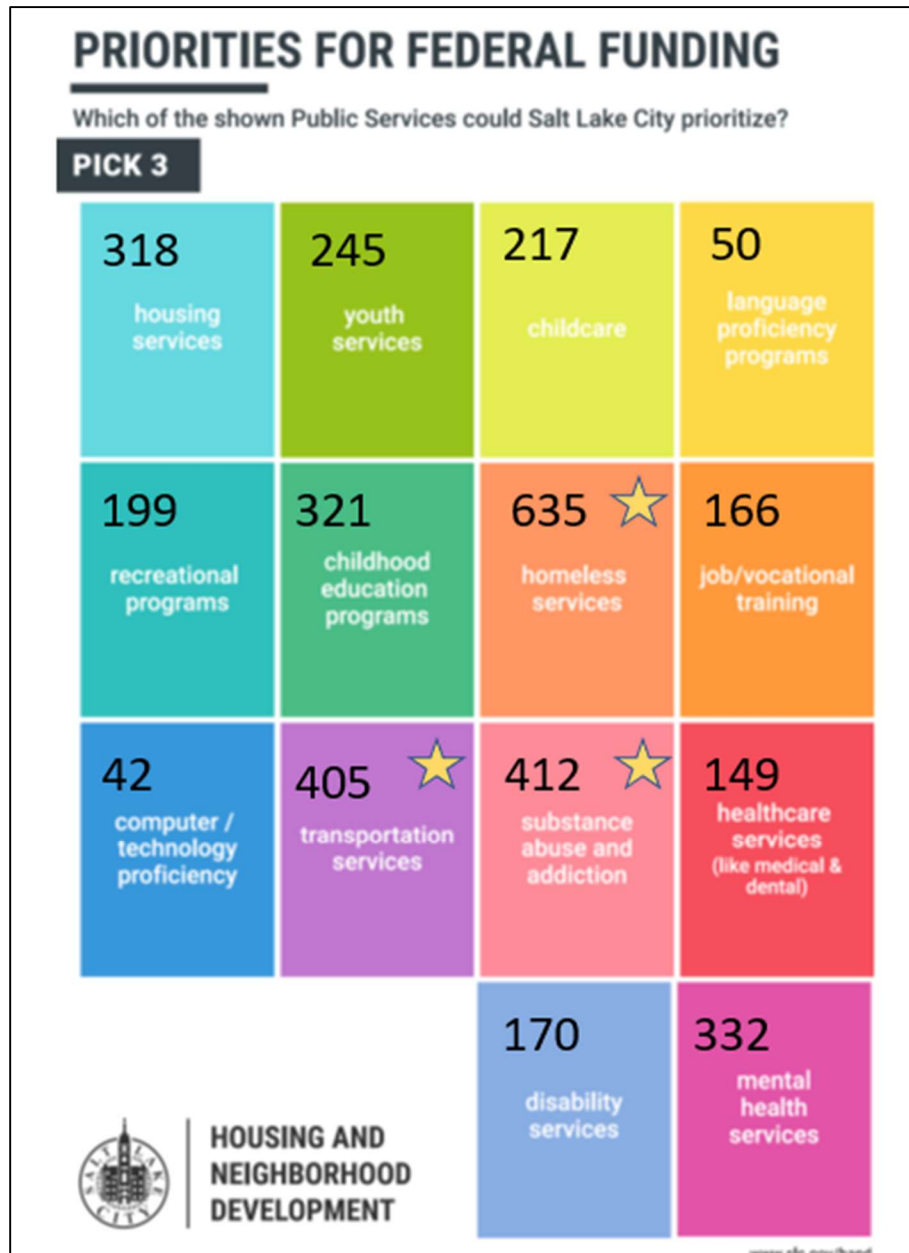 PRIORITIES FOR FEDERAL FUNDING
Which of the shown Public Services could Salt Lake City prioritize?
PICK 3
318
housing
services
245
youth
services
217
childcare
50
language
proficiency
programs
199
recreational
programs
321
childhood
education
programs
635
homeless
services
166
job/vocational
training
42
computer /
technology
proficiency
405
transportation
services
412
substance
abuse and
addiction
149
healthcare
services
(like medical &
dental)
170
disability
services
332
mental
health
services
SALT LAKE
CITY
HOUSING AND
NEIGHBORHOOD
DEVELOPMENT